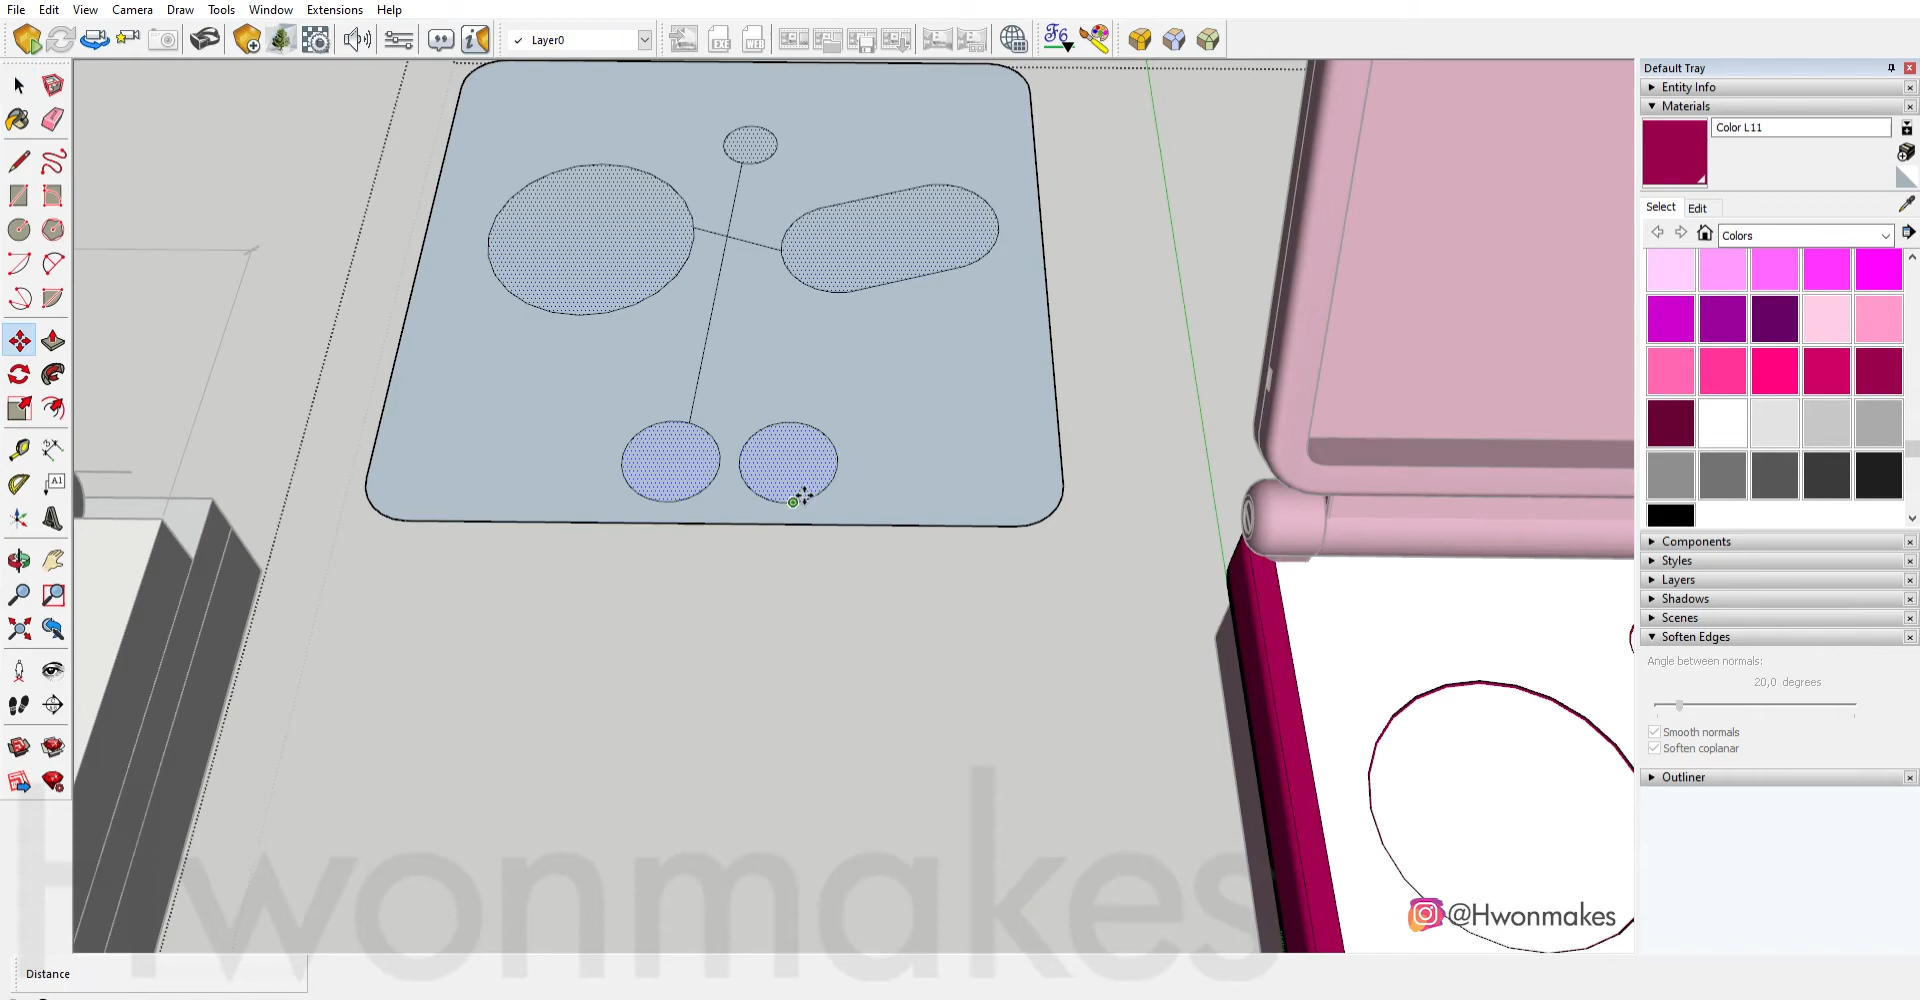 File Edit View Camera Draw Tools Window Extensions Help
Layer0
Default Tray
Entity Info
Materials
Color L11
Select Edit
Colors
A1
Components
Styles
Layers
Shadows
Scenes
Soften Edges
Angle between normals:
20,0 degrees
Smooth normals
Soften coplanar
Outliner
@Hwonmakes
Hwonmakes
Distance